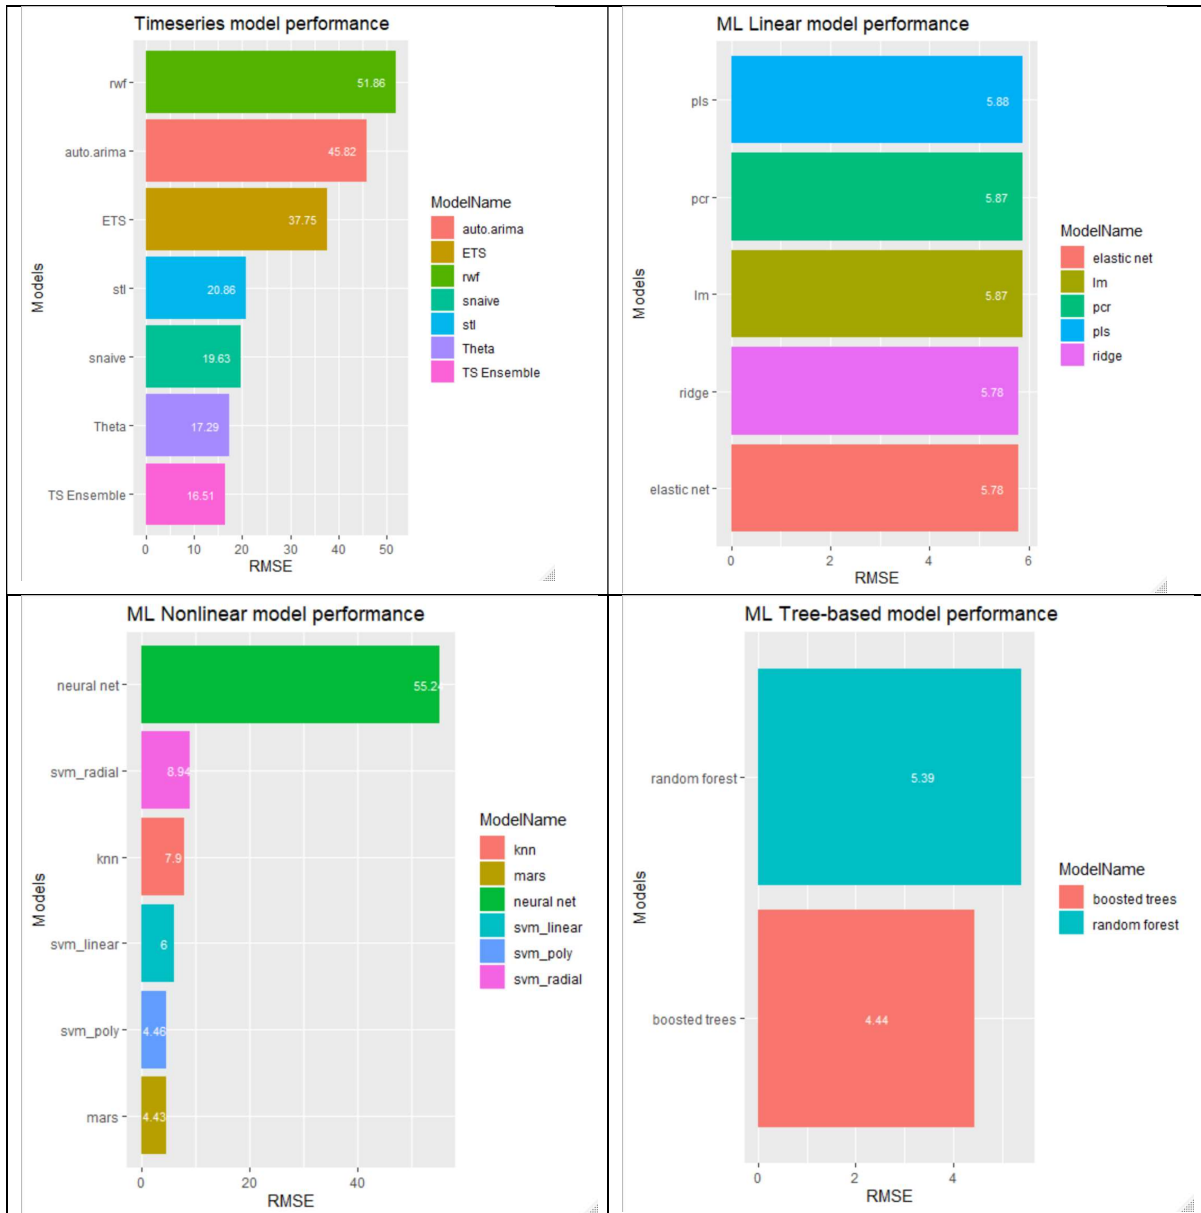 Timeseries model performance
Models
rwf
auto.arima
ETS
stl
snaive
Theta
TS Ensemble
51.86
45.82
37.75
20.86
19.63
17.29
16.51
0 10 20 30 40 50
RMSE
ModelName
auto.arima
ETS
rwf
snaive
stl
Theta
TS Ensemble
ML Linear model performance
Models
pls
pcr
lm
ridge
elastic net
5.88
5.87
5.87
5.78
5.78
0 2 4 6
RMSE
ModelName
elastic net
lm
pcr
pls
ridge
ML Nonlinear model performance
Models
neural net
svm_radial
knn
svm_linear
svm_poly
mars
55.24
8.94
7.9
6
4.46
4.43
0 20 40
RMSE
ModelName
knn
mars
neural net
svm_linear
svm_poly
svm_radial
ML Tree-based model performance
Models
random forest
boosted trees
5.39
4.44
0 2 4
RMSE
ModelName
boosted trees
random forest